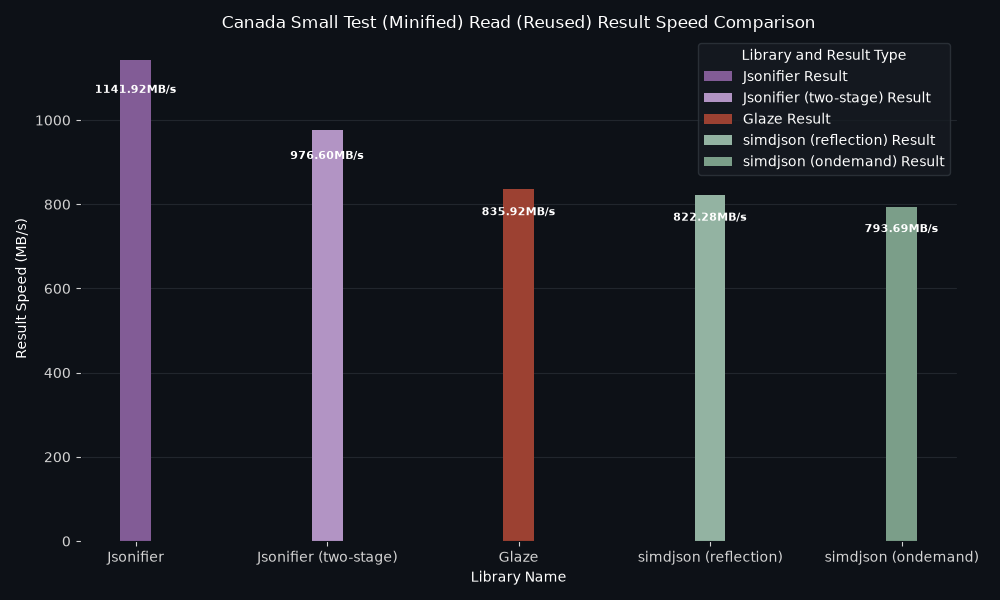 Canada Small Test (Minified) Read (Reused) Result Speed Comparison
Library and Result Type
Jsonifier Result
Jsonifier (two-stage) Result
Glaze Result
simdjson (reflection) Result
simdjson (ondemand) Result
1141.92MB/s
976.60MB/s
835.92MB/s
822.28MB/s
793.69MB/s
Result Speed (MB/s)
1000
800
600
400
200
0
Jsonifier
Jsonifier (two-stage)
Glaze
simdjson (reflection)
simdjson (ondemand)
Library Name